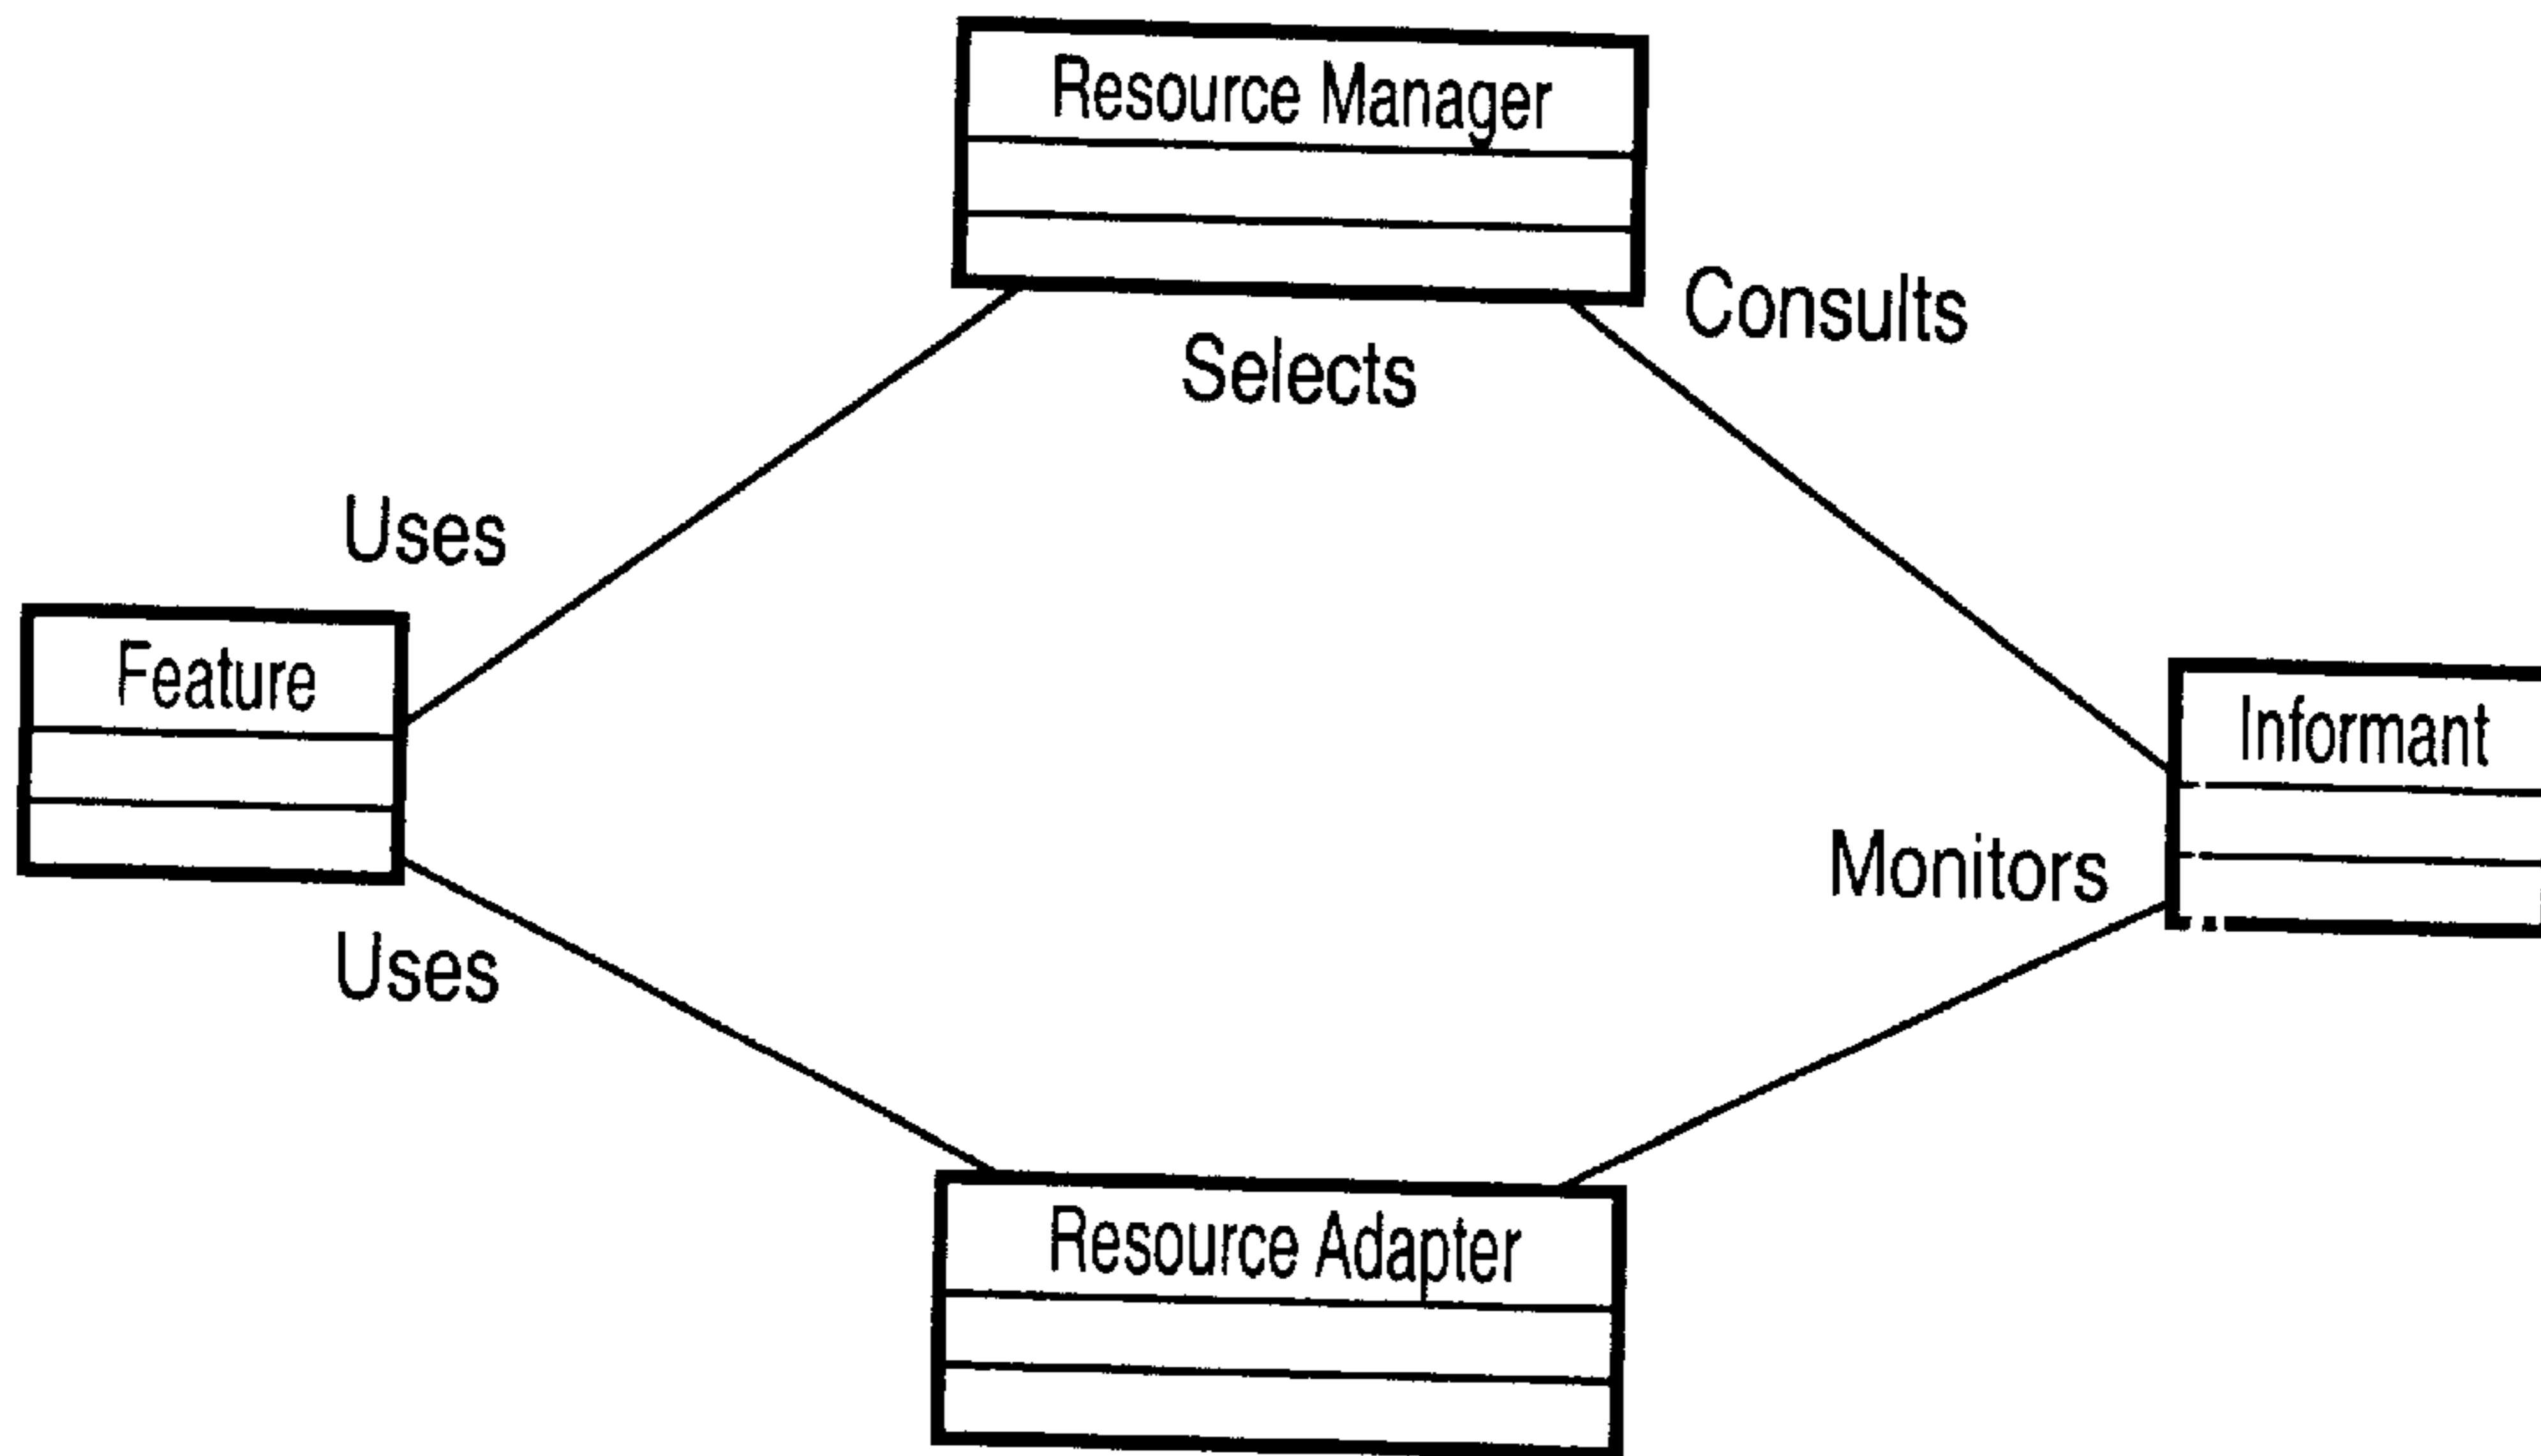 Resource Manager
Consults
Selects
Uses
Feature
Informant
Monitors
Uses
Resource Adapter